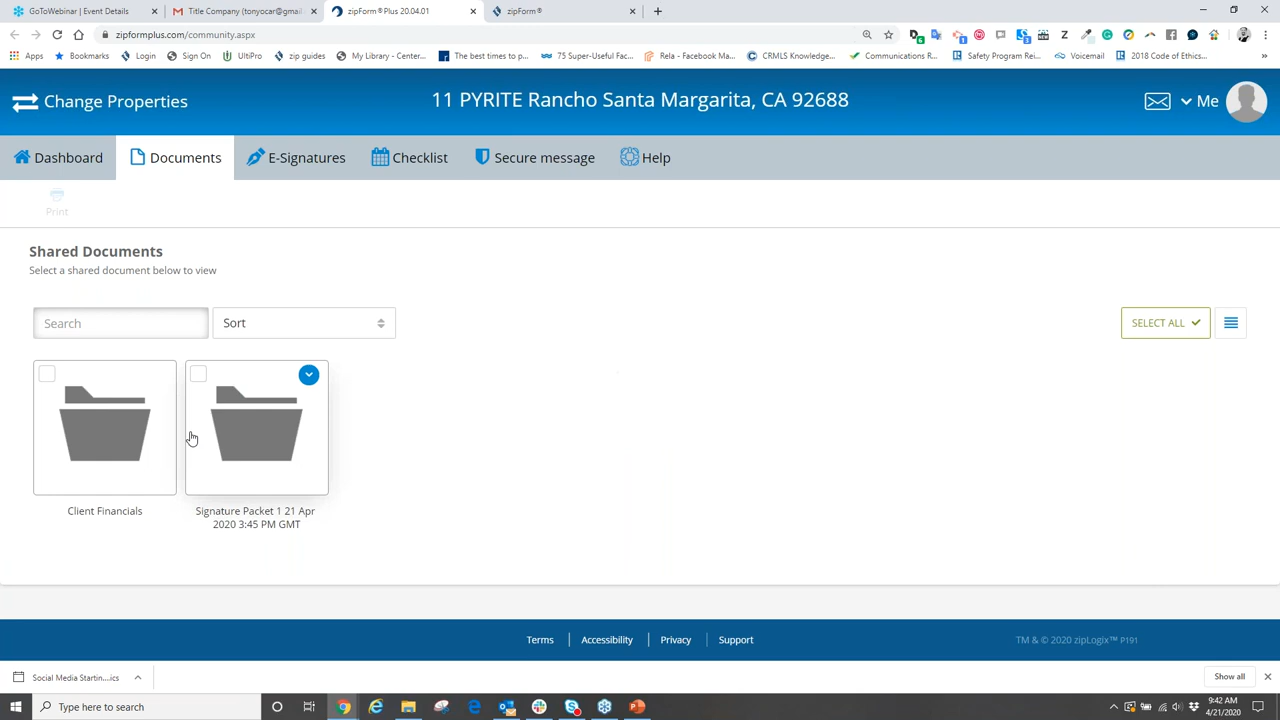 GoToWebinar | Event Details
Title Company (tonyocar@gmai
zipForm®Plus 20.04.01
zipForm®
zipformplus.com/community.aspx
Apps
Bookmarks
Login
Sign On
UltiPro
zip guides
My Library - Center...
The best times to p...
75 Super-Useful Fac...
Rela - Facebook Ma...
CRMLS Knowledge...
Communications R...
Safety Program Rei...
Voicemail
2018 Code of Ethics...
Change Properties
11 PYRITE Rancho Santa Margarita, CA 92688
Me
Dashboard
Documents
E-Signatures
Checklist
Secure message
Help
Print
Shared Documents
Select a shared document below to view
Search
Sort
SELECT ALL
Client Financials
Signature Packet 1 21 Apr
2020 3:45 PM GMT
Terms
Accessibility
Privacy
Support
TM & © 2020 zipLogix™ P191
Social Media Startin....ics
Show all
Type here to search
9:42 AM
4/21/2020